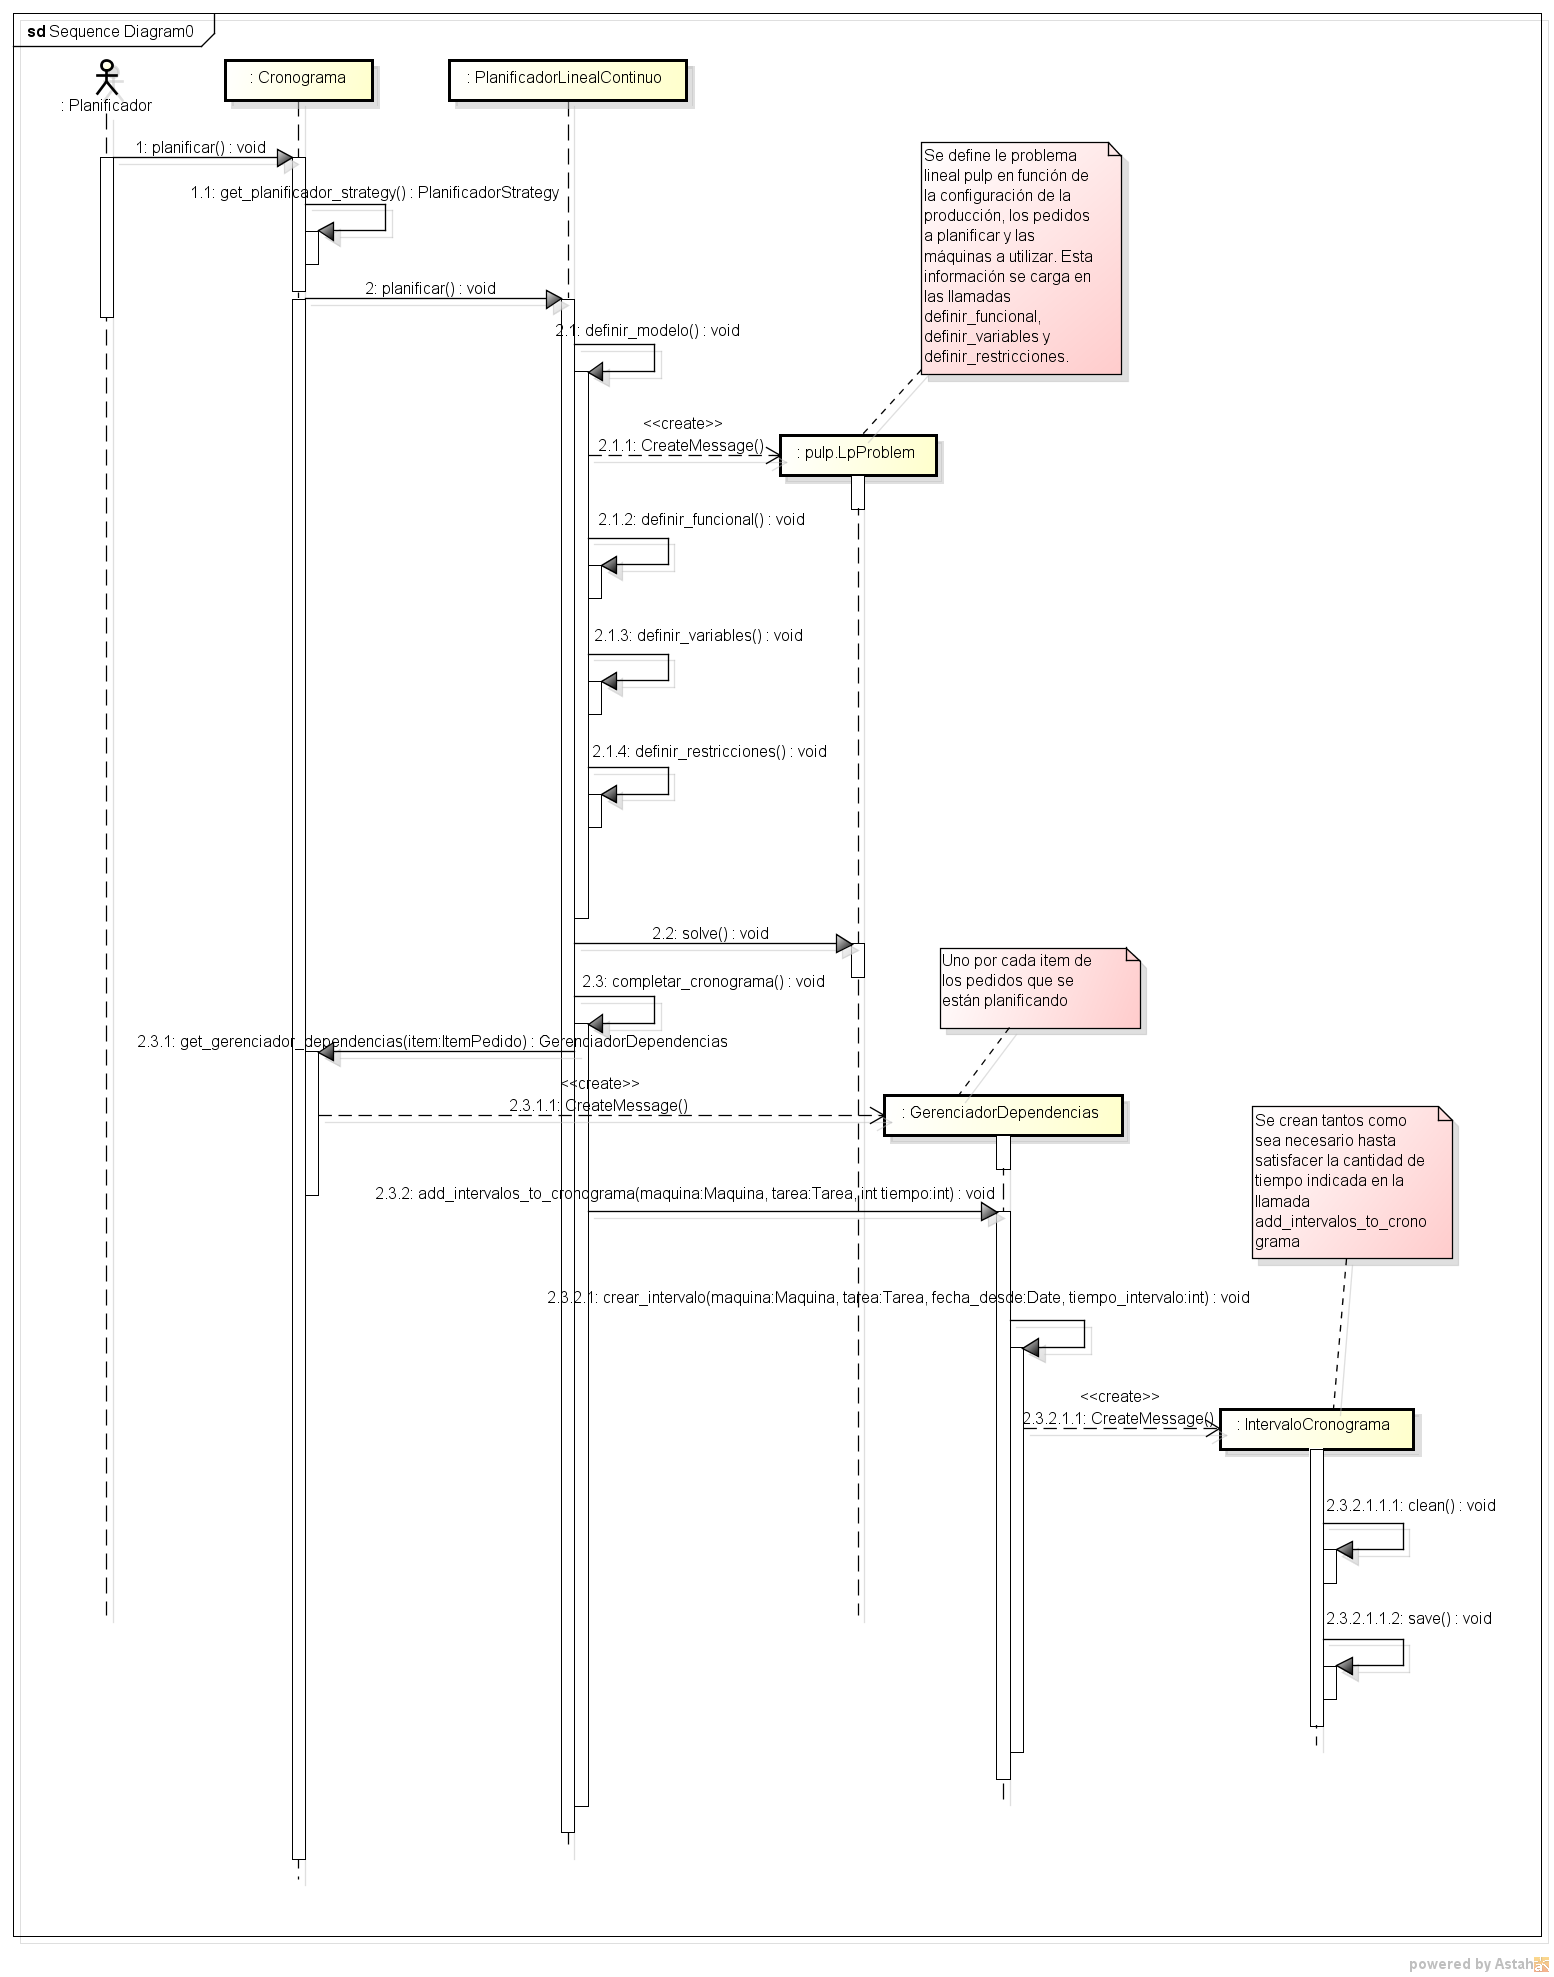 sd Sequence Diagram0
: Planificador
: Cronograma
: PlanificadorLinealContinuo
1: planificar() : void
1.1: get_planificador_strategy() : PlanificadorStrategy
Se define le problema
lineal pulp en función de
la configuración de la
producción, los pedidos
a planificar y las
máquinas a utilizar. Esta
información se carga en
las llamadas
definir_funcional,
definir_variables y
definir_restricciones.
2: planificar() : void
2.1: definir_modelo() : void
<<create>>
2.1.1: CreateMessage()
: pulp.LpProblem
2.1.2: definir_funcional() : void
2.1.3: definir_variables() : void
2.1.4: definir_restricciones() : void
2.2: solve() : void
2.3: completar_cronograma() : void
Uno por cada item de
los pedidos que se
están planificando
2.3.1: get_gerenciador_dependencias(item:ItemPedido) : GerenciadorDependencias
<<create>>
2.3.1.1: CreateMessage()
: GerenciadorDependencias
Se crean tantos como
sea necesario hasta
satisfacer la cantidad de
tiempo indicada en la
llamada
add_intervalos_to_crono
grama
2.3.2: add_intervalos_to_cronograma(maquina:Maquina, tarea:Tarea, int tiempo:int) : void
2.3.2.1: crear_intervalo(maquina:Maquina, tarea:Tarea, fecha_desde:Date, tiempo_intervalo:int) : void
<<create>>
2.3.2.1.1: CreateMessage()
: IntervaloCronograma
2.3.2.1.1.1: clean() : void
2.3.2.1.1.2: save() : void
powered by Astah